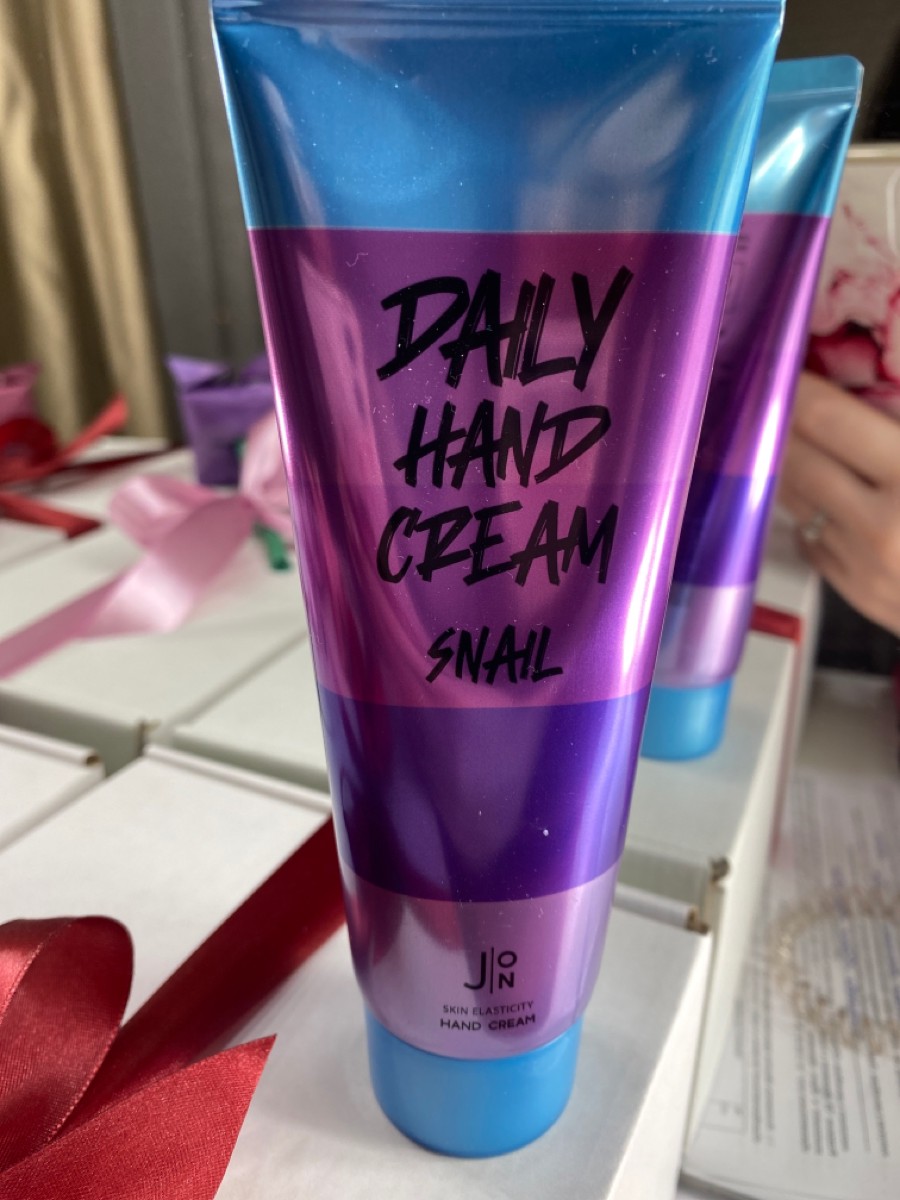 DAILY
HAND
CREAM
SNAIL
J|ON
SKIN ELASTICITY
HAND CREAM